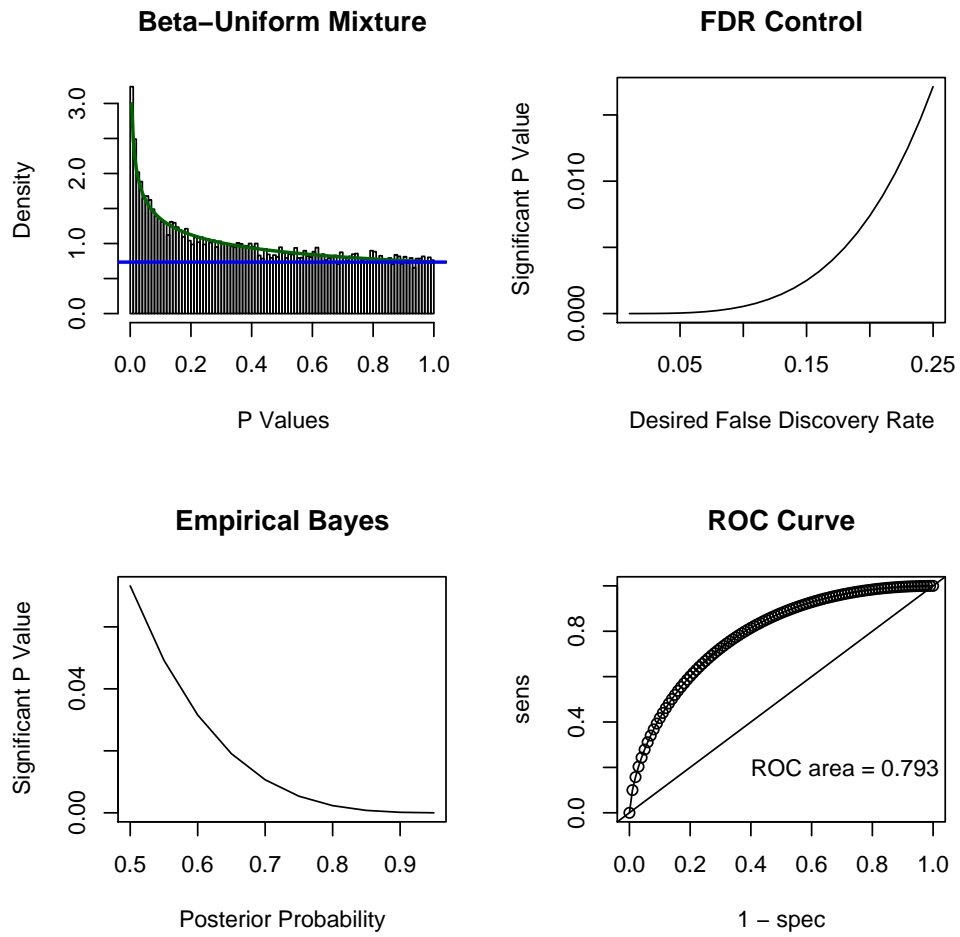 Beta−Uniform Mixture
Density
0.0 1.0 2.0 3.0
0.0 0.2 0.4 0.6 0.8 1.0
P Values
FDR Control
Significant P Value
0.000 0.010
0.05 0.15 0.25
Desired False Discovery Rate
Empirical Bayes
Significant P Value
0.00 0.04
0.5 0.6 0.7 0.8 0.9
Posterior Probability
ROC Curve
sens
0.0 0.4 0.8
ROC area = 0.793
0.0 0.2 0.4 0.6 0.8 1.0
1 − spec